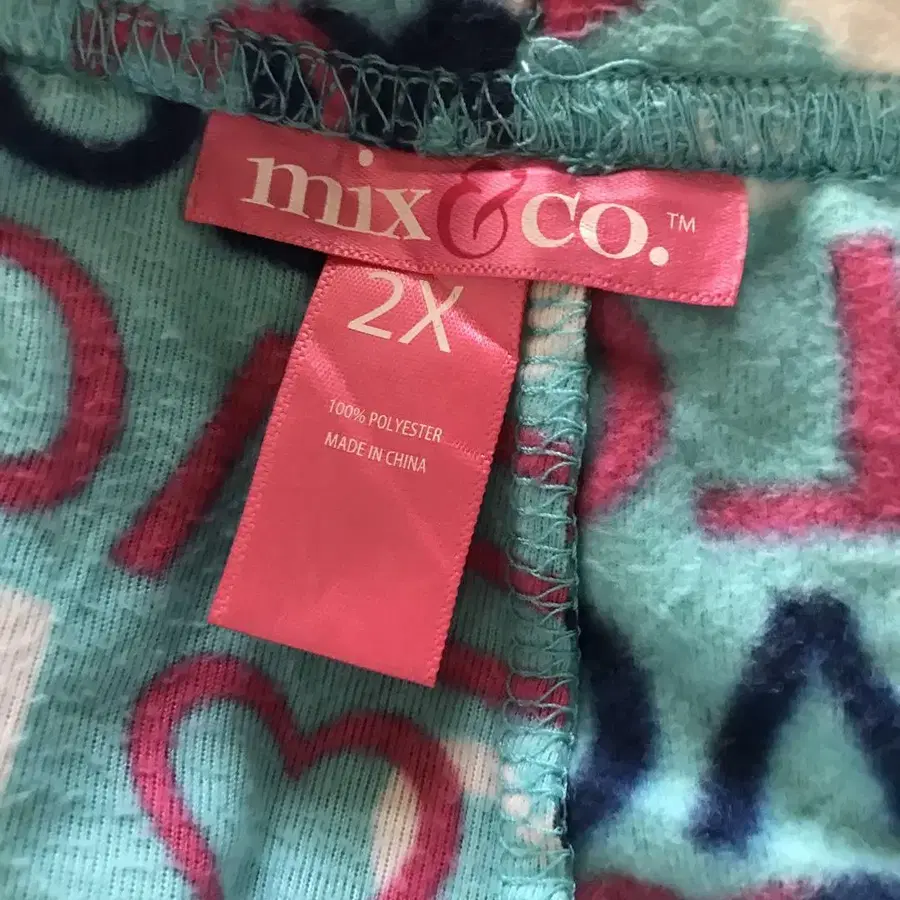 mix&co.™
2X
100% POLYESTER
MADE IN CHINA